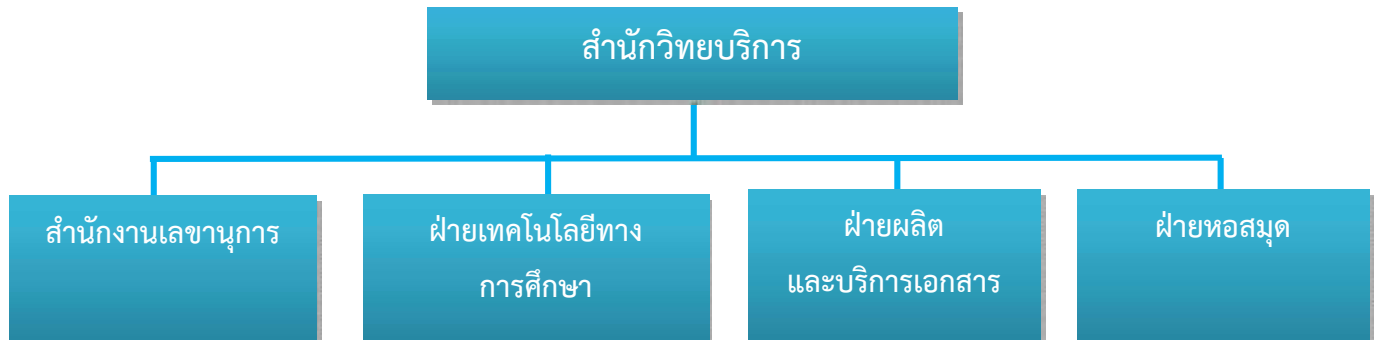 สำนักวิทยบริการ
สำนักงานเลขานุการ
ฝ่ายเทคโนโลยีทาง
การศึกษา
ฝ่ายผลิต
และบริการเอกสาร
ฝ่ายหอสมุด